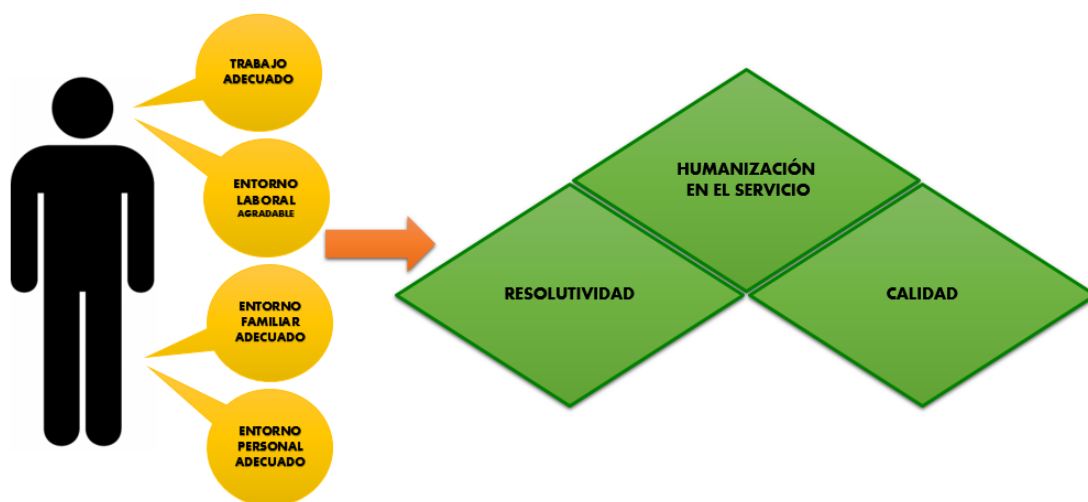 TRABAJO
ADECUADO
ENTORNO
LABORAL
AGRADABLE
ENTORNO
FAMILIAR
ADECUADO
ENTORNO
PERSONAL
ADECUADO
HUMANIZACIÓN
EN EL SERVICIO
RESOLUTIVIDAD
CALIDAD